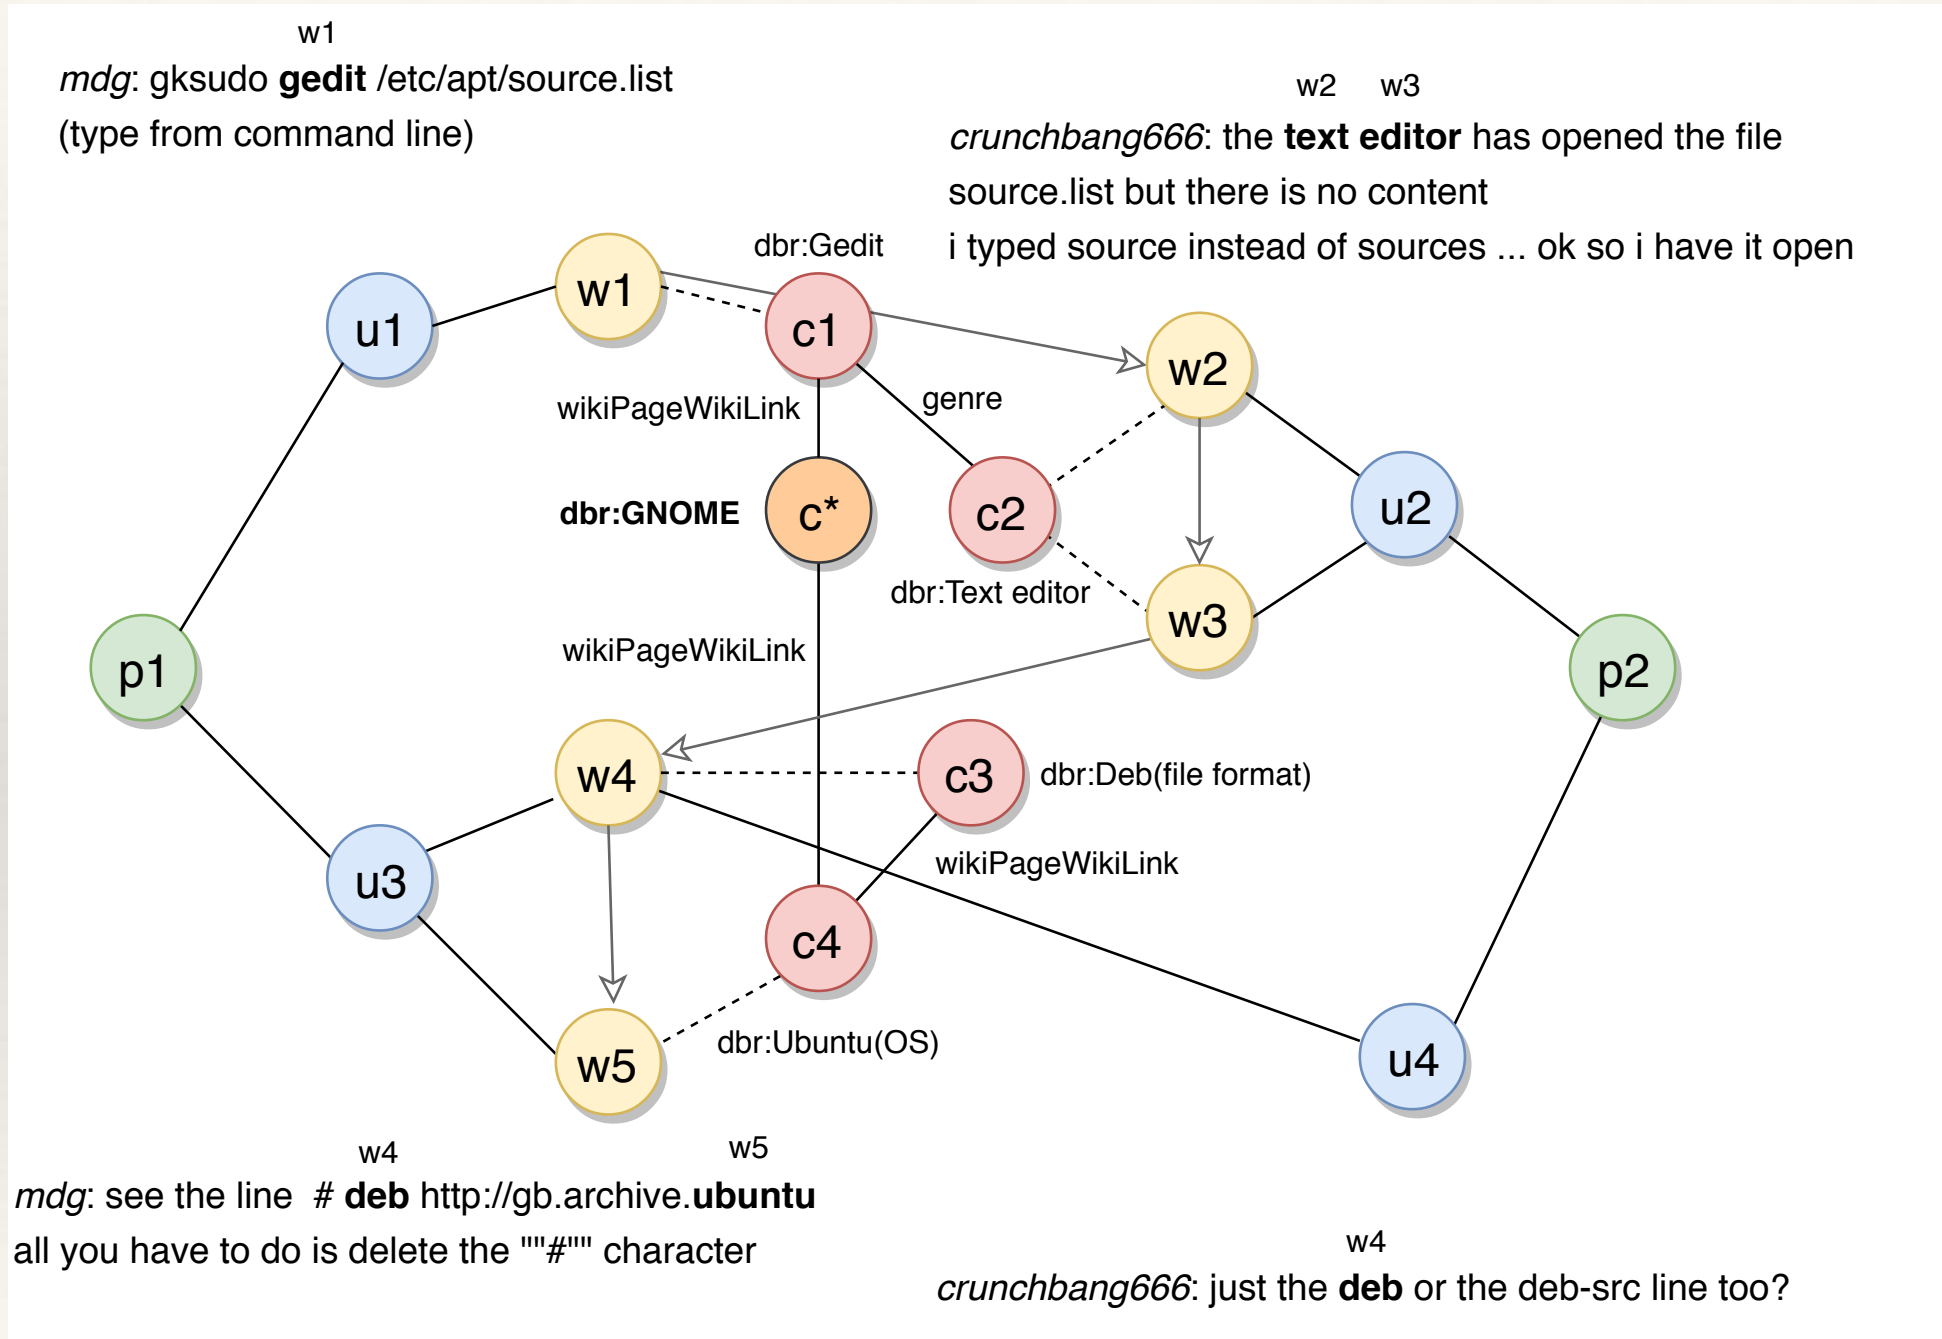 w1
mdg: gksudo gedit /etc/apt/source.list
(type from command line)
w2 w3
crunchbang666: the text editor has opened the file
source.list but there is no content
i typed source instead of sources ... ok so i have it open
dbr:Gedit
w1
u1
c1
w2
wikiPageWikiLink
genre
dbr:GNOME
c*
c2
u2
dbr:Text editor
w3
wikiPageWikiLink
p1
p2
w4
c3
dbr:Deb(file format)
wikiPageWikiLink
u3
c4
dbr:Ubuntu(OS)
w5
u4
w4 w5
mdg: see the line # deb http://gb.archive.ubuntu
all you have to do is delete the ""#"" character
w4
crunchbang666: just the deb or the deb-src line too?